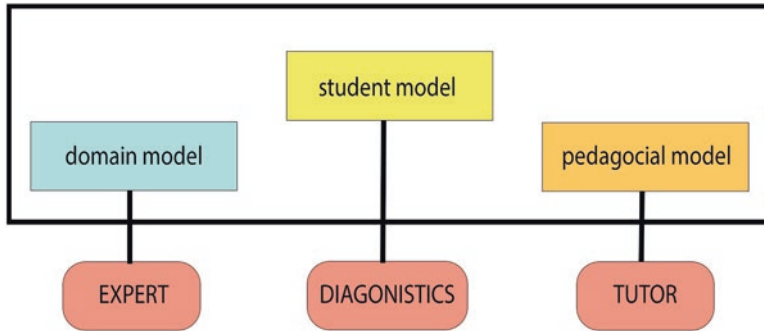 student model
domain model
pedagocial model
EXPERT
DIAGONISTICS
TUTOR